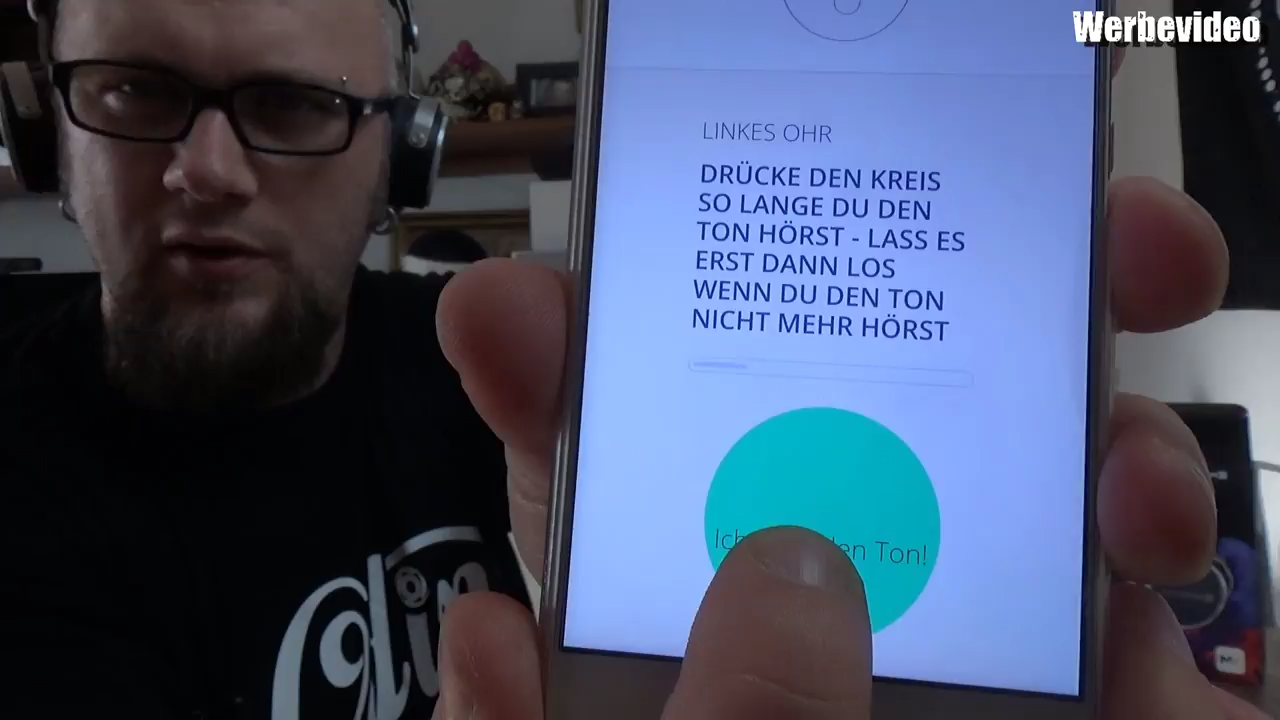 Werbevideo
LINKES OHR
DRÜCKE DEN KREIS
SO LANGE DU DEN
TON HÖRST - LASS ES
ERST DANN LOS
WENN DU DEN TON
NICHT MEHR HÖRST
Ton!